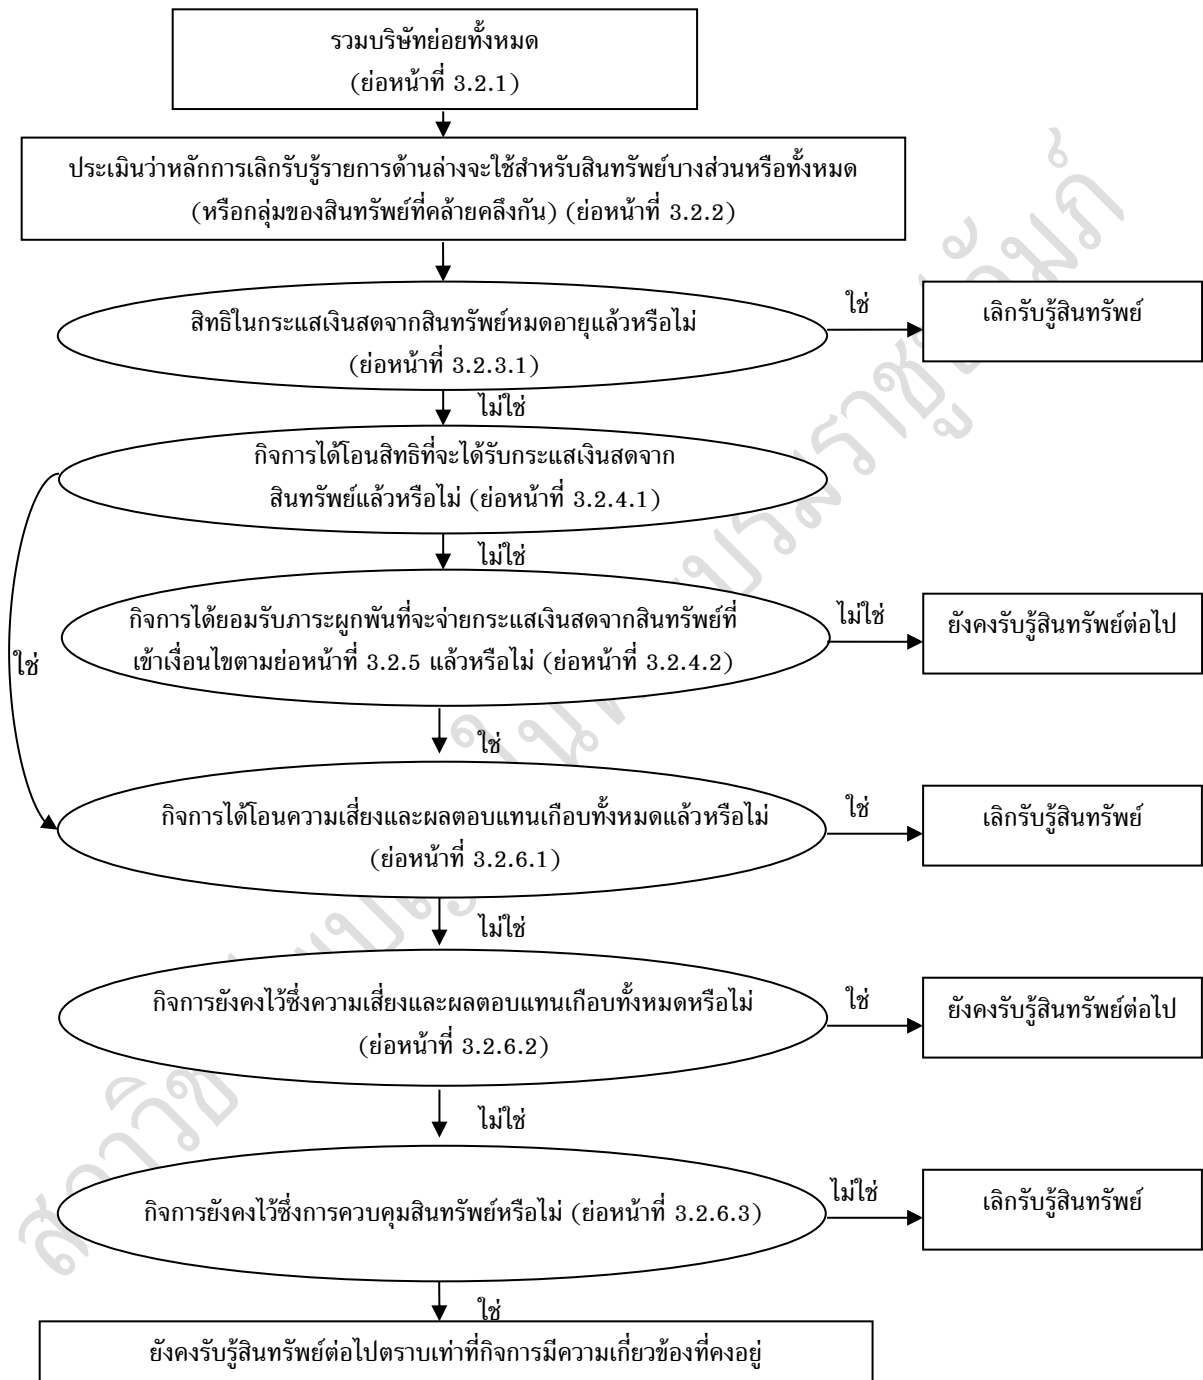 รวมบริษัทย่อยทั้งหมด
(ย่อหน้าที่ 3.2.1)
ประเมินว่าหลักการเลิกรับรู้รายการด้านล่างจะใช้สำหรับสินทรัพย์บางส่วนหรือทั้งหมด
(หรือกลุ่มของสินทรัพย์ที่คล้ายคลึงกัน) (ย่อหน้าที่ 3.2.2)
สิทธิในกระแสเงินสดจากสินทรัพย์หมดอายุแล้วหรือไม่
(ย่อหน้าที่ 3.2.3.1)
ใช่
เลิกรับรู้สินทรัพย์
ไม่ใช่
กิจการได้โอนสิทธิที่จะได้รับกระแสเงินสดจาก
สินทรัพย์แล้วหรือไม่ (ย่อหน้าที่ 3.2.4.1)
ไม่ใช่
กิจการได้ยอมรับภาระผูกพันที่จะจ่ายกระแสเงินสดจากสินทรัพย์ที่
เข้าเงื่อนไขตามย่อหน้าที่ 3.2.5 แล้วหรือไม่ (ย่อหน้าที่ 3.2.4.2)
ไม่ใช่
ยังคงรับรู้สินทรัพย์ต่อไป
ใช่
ใช่
กิจการได้โอนความเสี่ยงและผลตอบแทนเกือบทั้งหมดแล้วหรือไม่
(ย่อหน้าที่ 3.2.6.1)
ใช่
เลิกรับรู้สินทรัพย์
ไม่ใช่
กิจการยังคงไว้ซึ่งความเสี่ยงและผลตอบแทนเกือบทั้งหมดหรือไม่
(ย่อหน้าที่ 3.2.6.2)
ใช่
ยังคงรับรู้สินทรัพย์ต่อไป
ไม่ใช่
กิจการยังคงไว้ซึ่งการควบคุมสินทรัพย์หรือไม่ (ย่อหน้าที่ 3.2.6.3)
ไม่ใช่
เลิกรับรู้สินทรัพย์
ใช่
ยังคงรับรู้สินทรัพย์ต่อไปตราบเท่าที่กิจการมีความเกี่ยวข้องที่คงอยู่